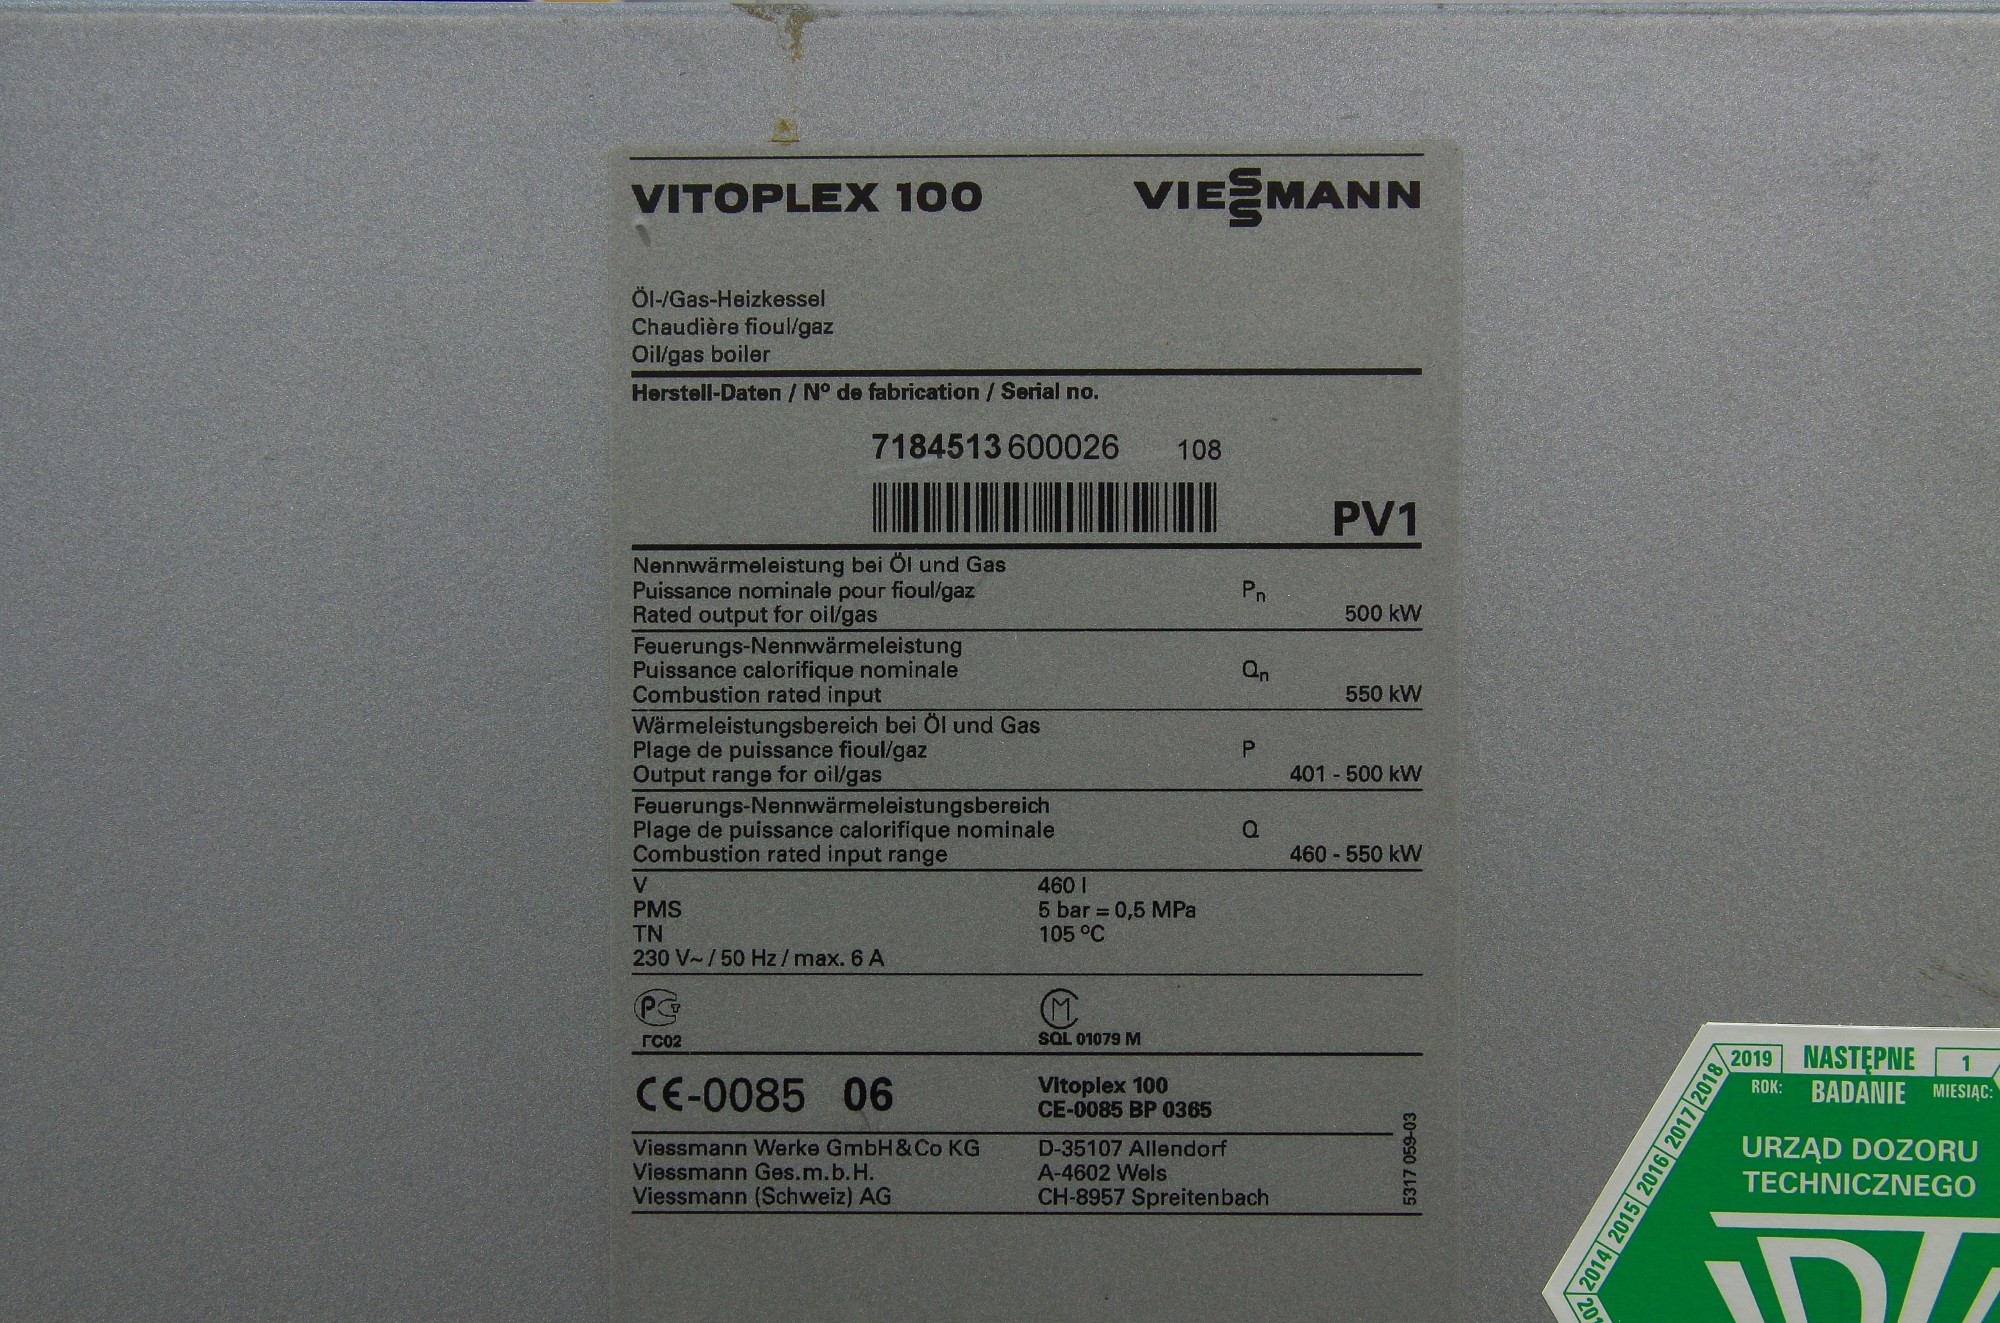 VITOPLEX 100 VIESSMANN
Öl-/Gas-Heizkessel
Chaudière fioul/gaz
Oil/gas boiler
Herstell-Daten / Nº de fabrication / Serial no.
7184513600026 108
PV1
Nennwärmeleistung bei Öl und Gas
Puissance nominale pour fioul/gaz Pn
Rated output for oil/gas 500 kW
Feuerungs-Nennwärmeleistung
Puissance calorifique nominale Qn
Combustion rated input 550 kW
Wärmeleistungsbereich bei Öl und Gas
Plage de puissance fioul/gaz P
Output range for oil/gas 401 - 500 kW
Feuerungs-Nennwärmeleistungsbereich
Plage de puissance calorifique nominale Q
Combustion rated input range 460 - 550 kW
V 460 l
PMS 5 bar = 0,5 MPa
TN 105 ºC
230 V~ / 50 Hz / max. 6 A
ГС02 SQL 01079 M
CE-0085 06
Vitoplex 100
CE-0085 BP 0365
Viessmann Werke GmbH&Co KG D-35107 Allendorf
Viessmann Ges.m.b.H. A-4602 Wels
Viessmann (Schweiz) AG CH-8957 Spreitenbach
5317 059-03
2019 NASTĘPNE 1
ROK: BADANIE MIESIĄC:
URZĄD DOZORU
TECHNICZNEGO
2014 2015 2016 2017 2018